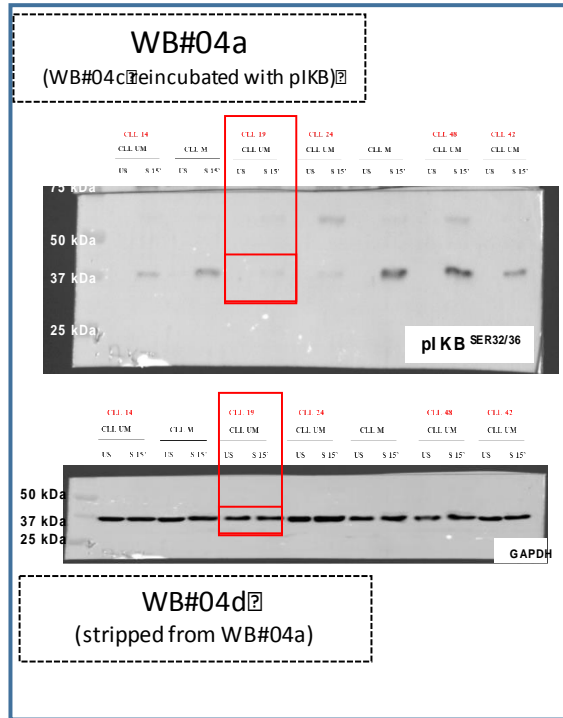 WB#04a
(WB#04c⍰reincubated with pIKB)⍰
CLL 14 CLL 19 CLL 24 CLL 48 CLL 42
CLL UM CLL M CLL UM CLL UM CLL M CLL UM CLL UM
US S 15' US S 15' US S 15' US S 15' US S 15' US S 15' US S 15'
75 kDa
50 kDa
37 kDa
25 kDa
pIKB SER32/36
CLL 14 CLL 19 CLL 24 CLL 48 CLL 42
CLL UM CLL M CLL UM CLL UM CLL M CLL UM CLL UM
US S 15' US S 15' US S 15' US S 15' US S 15' US S 15' US S 15'
50 kDa
37 kDa
25 kDa
GAPDH
WB#04d⍰
(stripped from WB#04a)